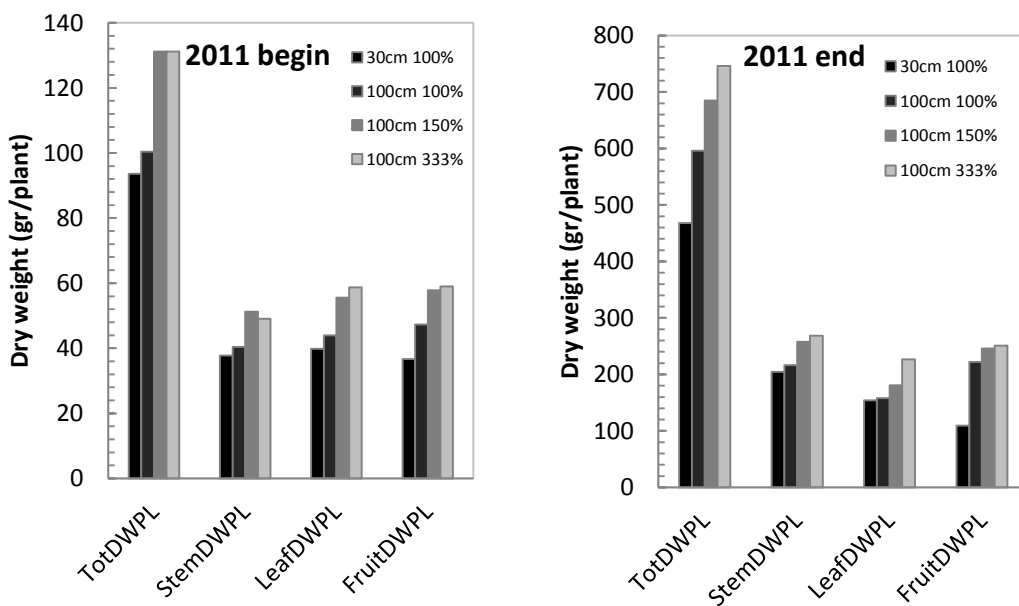 2011 begin
Dry weight (gr/plant)
140
120
100
80
60
40
20
0
30cm 100%
100cm 100%
100cm 150%
100cm 333%
TotDWPL
StemDWPL
LeafDWPL
FruitDWPL
2011 end
Dry weight (gr/plant)
800
700
600
500
400
300
200
100
0
30cm 100%
100cm 100%
100cm 150%
100cm 333%
TotDWPL
StemDWPL
LeafDWPL
FruitDWPL